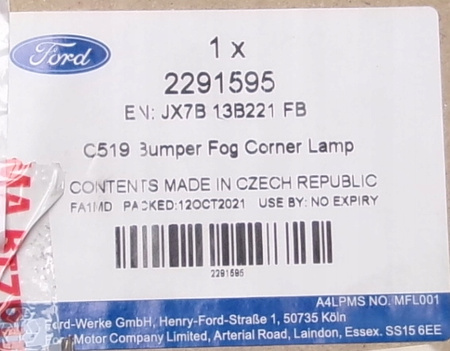 Ford
1 x
2291595
EN: JX7B 13B221 FB
C519 Bumper Fog Corner Lamp
CONTENTS MADE IN CZECH REPUBLIC
FA1MD PACKED:12OCT2021 USE BY: NO EXPIRY
2291595
A4LPMS NO. MFL001
Ford-Werke GmbH, Henry-Ford-Straße 1, 50735 Köln
Ford Motor Company Limited, Arterial Road, Laindon, Essex. SS15 6EE